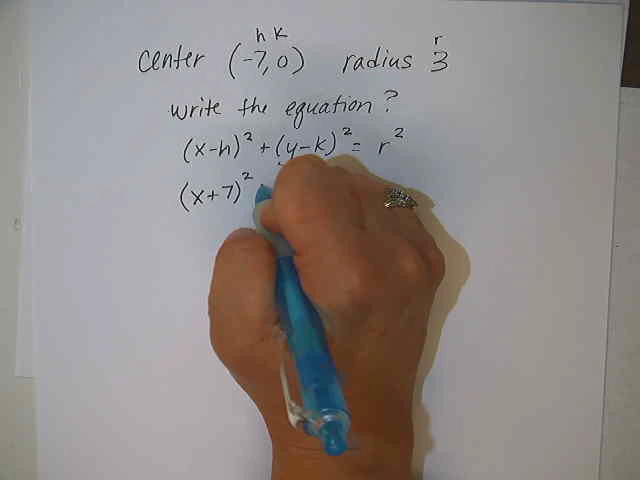 h k r
center (-7, 0) radius 3
write the equation?
(x-h)² + (y-k)² = r²
(x+7)²